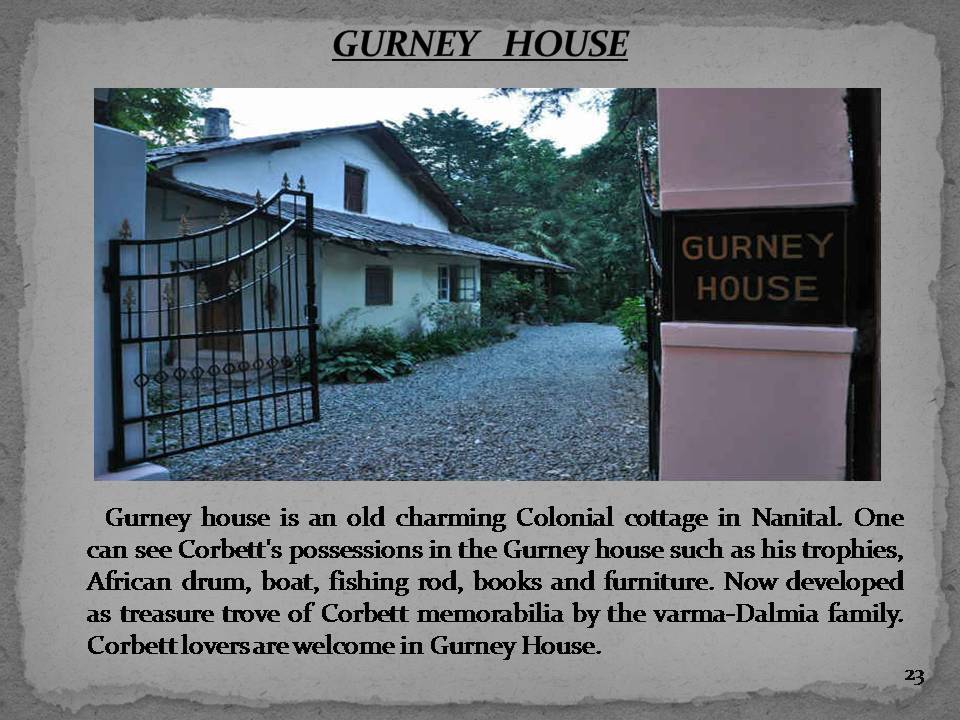 GURNEY HOUSE
GURNEY
HOUSE
Gurney house is an old charming Colonial cottage in Nanital. One
can see Corbett's possessions in the Gurney house such as his trophies,
African drum, boat, fishing rod, books and furniture. Now developed
as treasure trove of Corbett memorabilia by the varma-Dalmia family.
Corbett lovers are welcome in Gurney House.
23